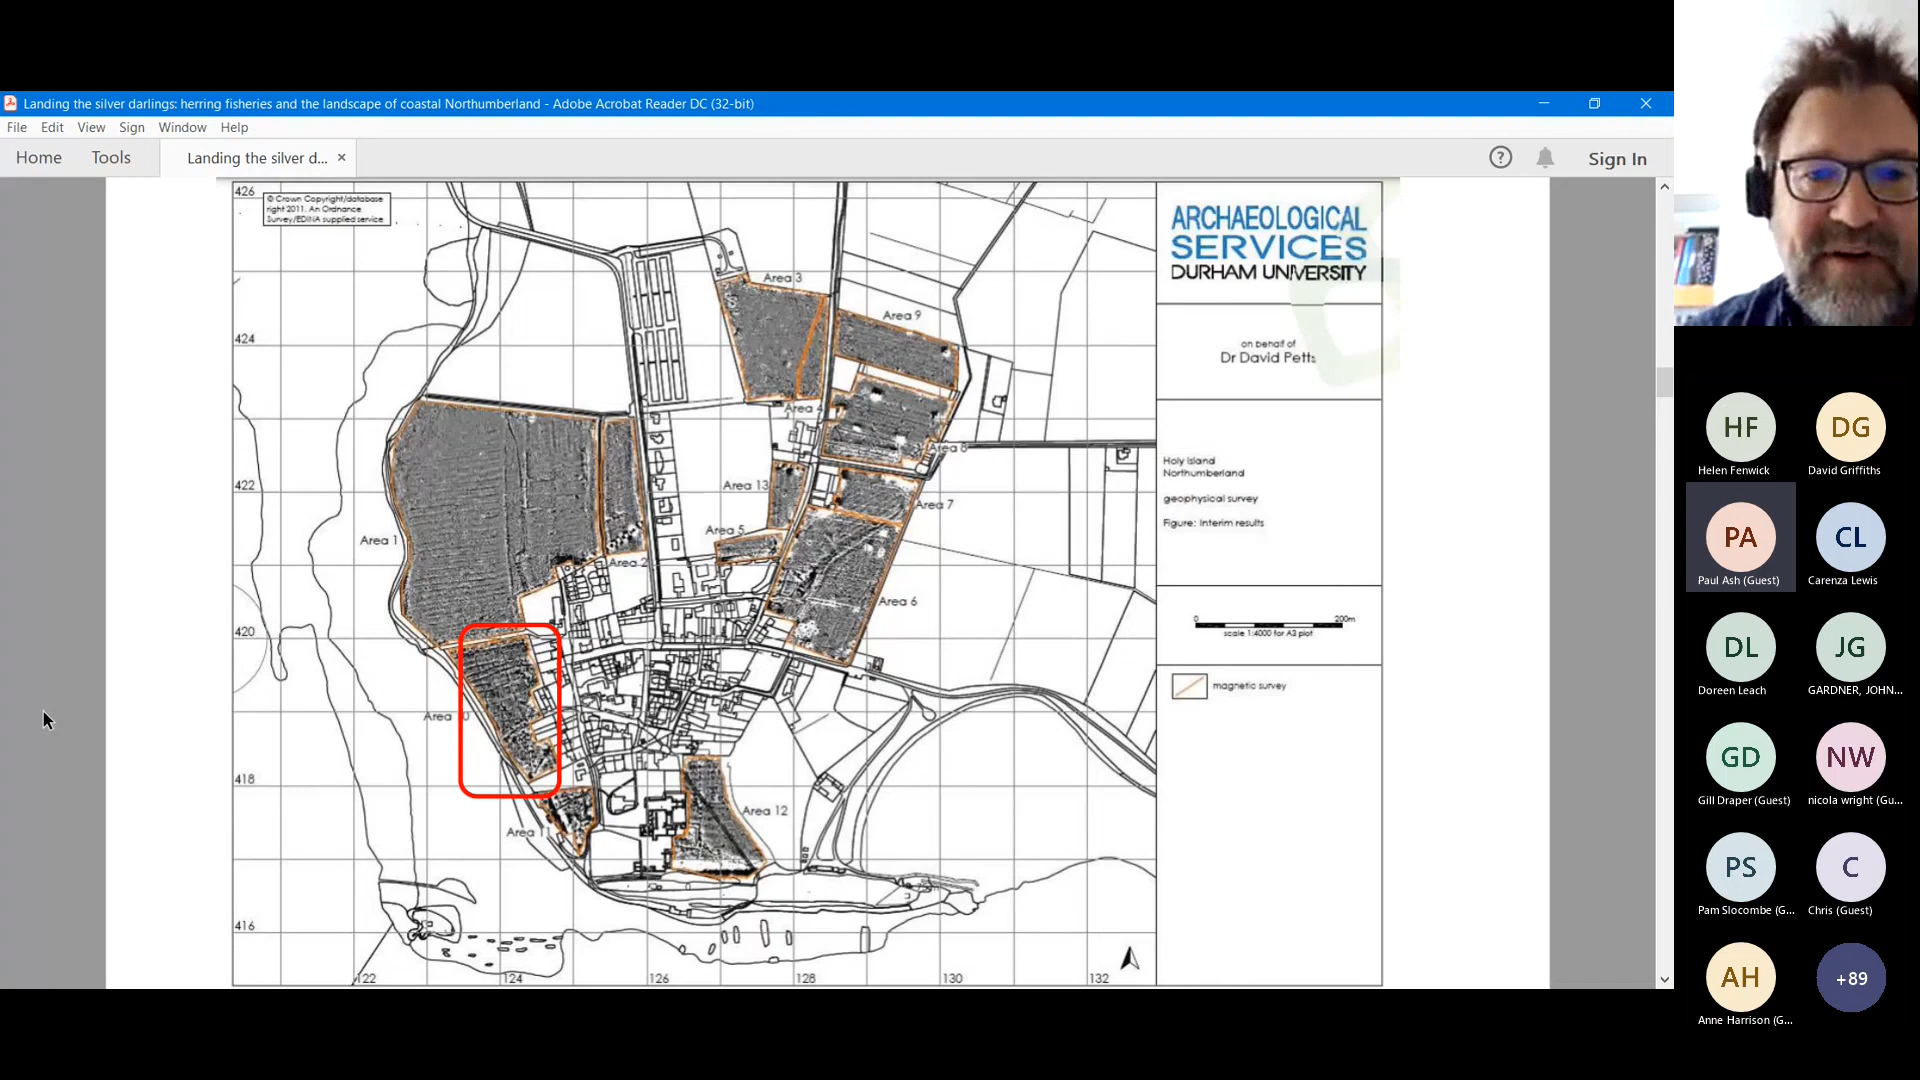 Landing the silver darlings: herring fisheries and the landscape of coastal Northumberland - Adobe Acrobat Reader DC (32-bit)
File Edit View Sign Window Help
Home Tools Landing the silver d... × Sign In
426
© Crown Copyright/database
right 2011. An Ordnance
Survey/EDINA supplied service
424
422
420
418
416
122 124 126 128 130 132
Area 3
Area 9
Area 4
Area 8
Area 13
Area 7
Area 5
Area 1
Area 2
Area 6
Area 10
Area 12
Area 11
ARCHAEOLOGICAL
SERVICES
DURHAM UNIVERSITY
on behalf of
Dr David Petts
Holy Island
Northumberland
geophysical survey
Figure: Interim results
0 200m
scale 1:4000 for A3 plot
magnetic survey
HF DG
Helen Fenwick David Griffiths
PA CL
Paul Ash (Guest) Carenza Lewis
DL JG
Doreen Leach GARDNER, JOHN...
GD NW
Gill Draper (Guest) nicola wright (Gu...
PS C
Pam Slocombe (G... Chris (Guest)
AH +89
Anne Harrison (G...